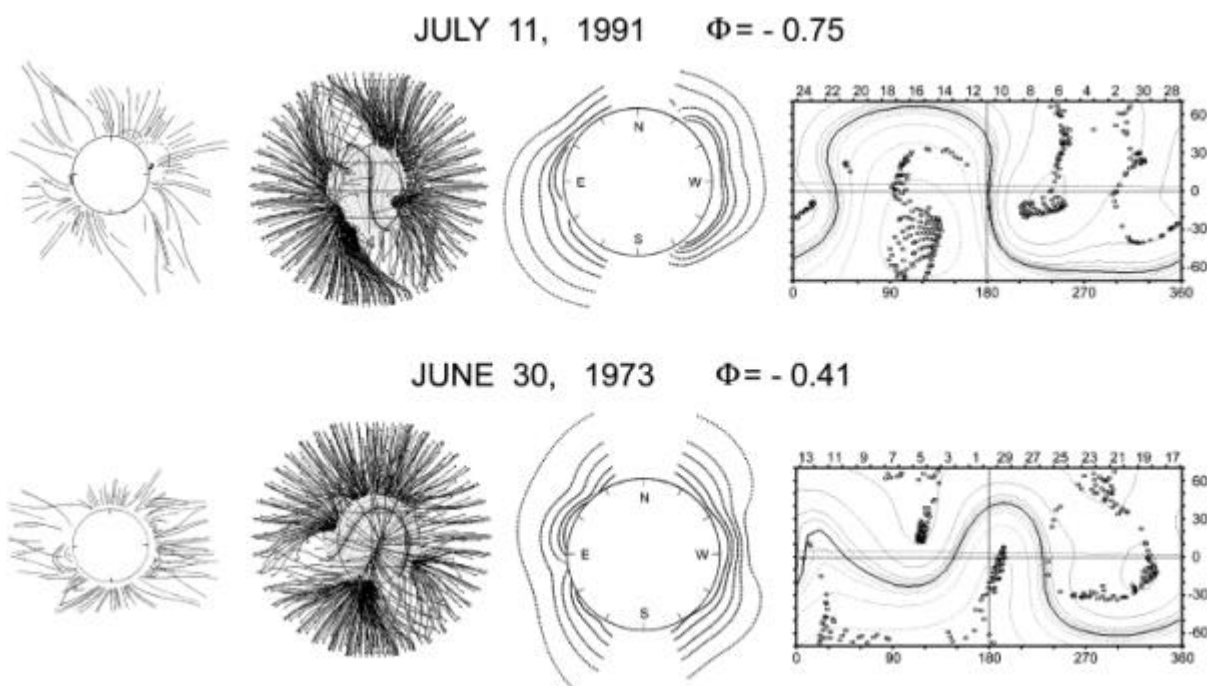 JULY 11, 1991 Φ = - 0.75
N
E W
S
24 22 20 18 16 14 12 10 8 6 4 2 30 28
60
30
0
-30
-60
0 90 180 270 360
JUNE 30, 1973 Φ = - 0.41
N
E W
S
13 11 9 7 5 3 1 29 27 25 23 21 19 17
60
30
0
-30
-60
0 90 180 270 360